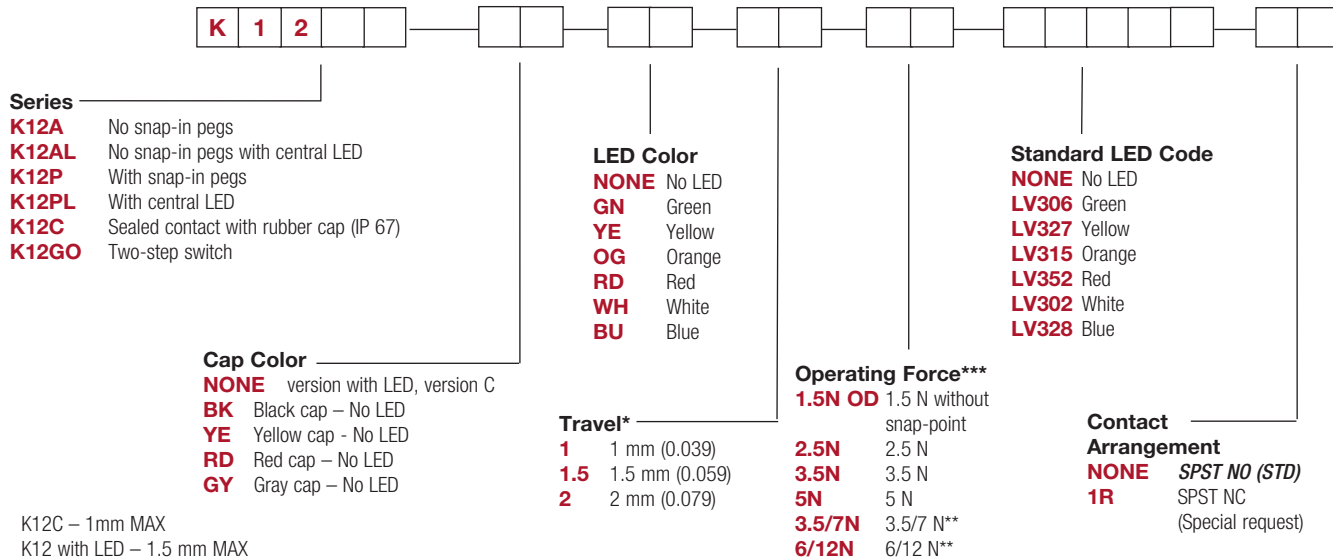 K 1 2
Series
K12A No snap-in pegs
K12AL No snap-in pegs with central LED
K12P With snap-in pegs
K12PL With central LED
K12C Sealed contact with rubber cap (IP 67)
K12GO Two-step switch
Cap Color
NONE version with LED, version C
BK Black cap – No LED
YE Yellow cap - No LED
RD Red cap – No LED
GY Gray cap – No LED
K12C – 1mm MAX
K12 with LED – 1.5 mm MAX
LED Color
NONE No LED
GN Green
YE Yellow
OG Orange
RD Red
WH White
BU Blue
Travel*
1 1 mm (0.039)
1.5 1.5 mm (0.059)
2 2 mm (0.079)
Operating Force***
1.5N OD 1.5 N without
snap-point
2.5N 2.5 N
3.5N 3.5 N
5N 5 N
3.5/7N 3.5/7 N**
6/12N 6/12 N**
Standard LED Code
NONE No LED
LV306 Green
LV327 Yellow
LV315 Orange
LV352 Red
LV302 White
LV328 Blue
Contact
Arrangement
NONE SPST NO (STD)
1R SPST NC
(Special request)